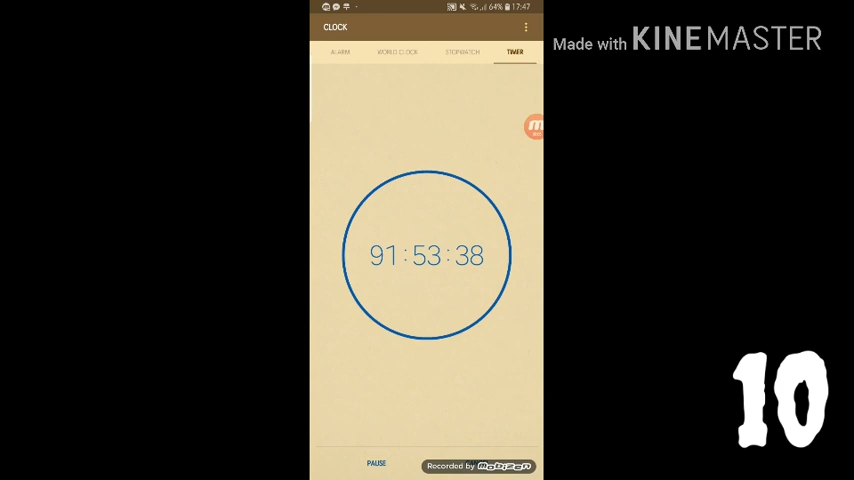 64% 17:47
CLOCK
Made with KINEMASTER
ALARM WORLD CLOCK STOPWATCH TIMER
91:53:38
10
PAUSE
Recorded by mobizen